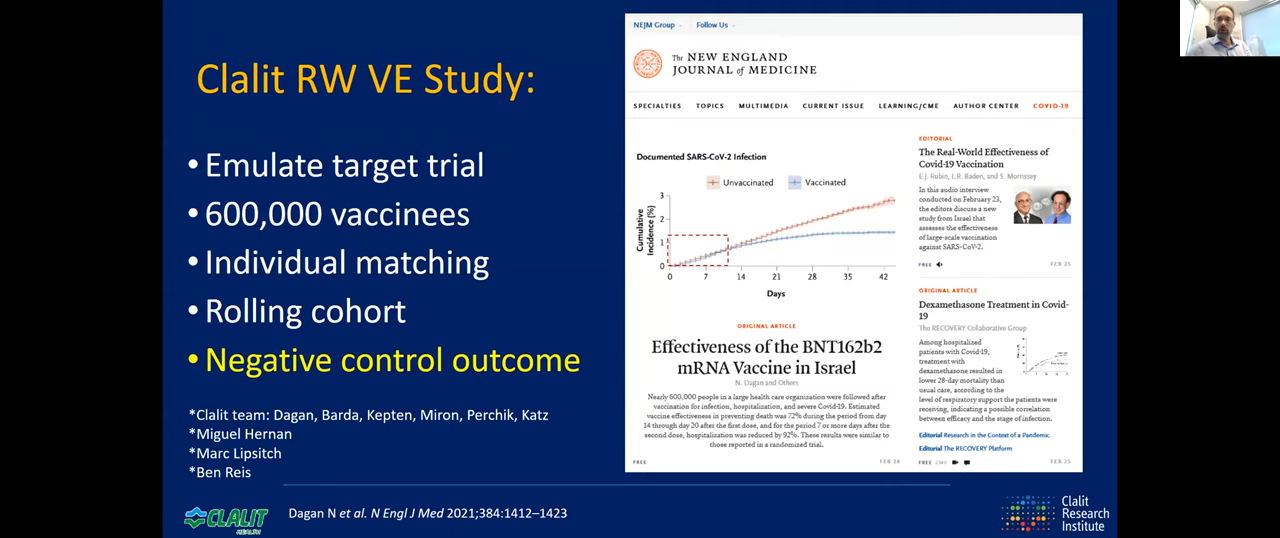 Clalit RW VE Study:
• Emulate target trial
• 600,000 vaccinees
• Individual matching
• Rolling cohort
• Negative control outcome
*Clalit team: Dagan, Barda, Kepten, Miron, Perchik, Katz
*Miguel Hernan
*Marc Lipsitch
*Ben Reis
CLALIT
HEALTH
Dagan N et al. N Engl J Med 2021;384:1412–1423
NEJM Group
Follow Us
The NEW ENGLAND
JOURNAL of MEDICINE
SPECIALTIES TOPICS MULTIMEDIA CURRENT ISSUE LEARNING/CME AUTHOR CENTER COVID-19
Documented SARS-CoV-2 Infection
Unvaccinated Vaccinated
Cumulative
Incidence (%)
3
2
1
0
0 7 14 21 28 35 42
Days
ORIGINAL ARTICLE
Effectiveness of the BNT162b2
mRNA Vaccine in Israel
N. Dagan and Others
Nearly 600,000 people in a large health care organization were followed after
vaccination for infection, hospitalization, and severe Covid-19. Estimated
vaccine effectiveness in preventing death was 72% during the period from day
14 through day 20 after the first dose, and for the period 7 or more days after the
second dose, hospitalization was reduced by 92%. These results were similar to
those reported in a randomized trial.
FREE
FEB 24
EDITORIAL
The Real-World Effectiveness of
Covid-19 Vaccination
E.J. Rubin, L.R. Baden, and S. Morrissey
In this audio interview
conducted on February 23,
the editors discuss a new
study from Israel that
assesses the effectiveness
of large-scale vaccination
against SARS-CoV-2.
FREE
FEB 25
ORIGINAL ARTICLE
Dexamethasone Treatment in Covid-
19
The RECOVERY Collaborative Group
Among hospitalized
patients with Covid-19,
treatment with
dexamethasone resulted in
lower 28-day mortality than
usual care, according to the
level of respiratory support the patients were
receiving, indicating a possible correlation
between efficacy and the stage of infection.
Editorial Research in the Context of a Pandemic
Editorial The RECOVERY Platform
FREE
FEB 25
Clalit
Research
Institute